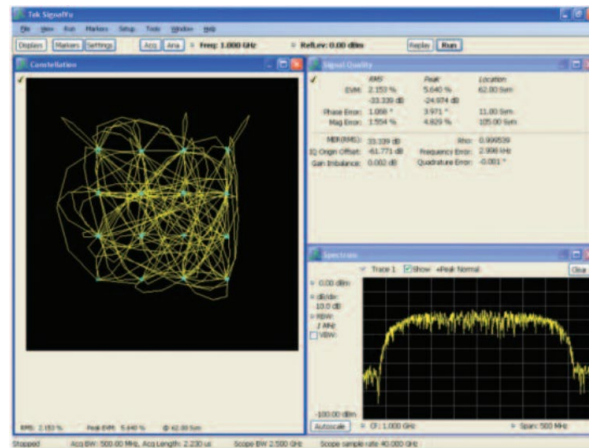 Tek SignalVu
File View Run Markers Setup Tools Window Help
Displays Markers Settings Acq Ana Freq: 1.000 GHz RefLev: 0.00 dBm Replay Run
Constellation
RMS: 2.153 % Peak EVM: 5.640 % @ 62.00 Sym
Signal Quality
RMS Peak Location
EVM: 2.153 % 5.640 % 62.00 Sym
-33.339 dB -24.974 dB
Phase Error: 1.088 ° 3.971 ° 11.00 Sym
Mag Error: 1.554 % 4.829 % 105.00 Sym
MER(RMS): 33.339 dB Rho: 0.999539
IQ Origin Offset: -61.771 dB Frequency Error: 2.998 kHz
Gain Imbalance: 0.002 dB Quadrature Error: -0.001 °
Spectrum
Trace 1 Show +Peak Normal Clear
0.00 dBm
dB/div:
10.0 dB
RBW:
MHz
VBW:
-100.00 dBm
Autoscale CF: 1.000 GHz Span: 500 MHz
Stopped Acq BW: 500.00 MHz, Acq Length: 2.230 us Scope BW 2.500 GHz Scope sample rate 40.000 GHz